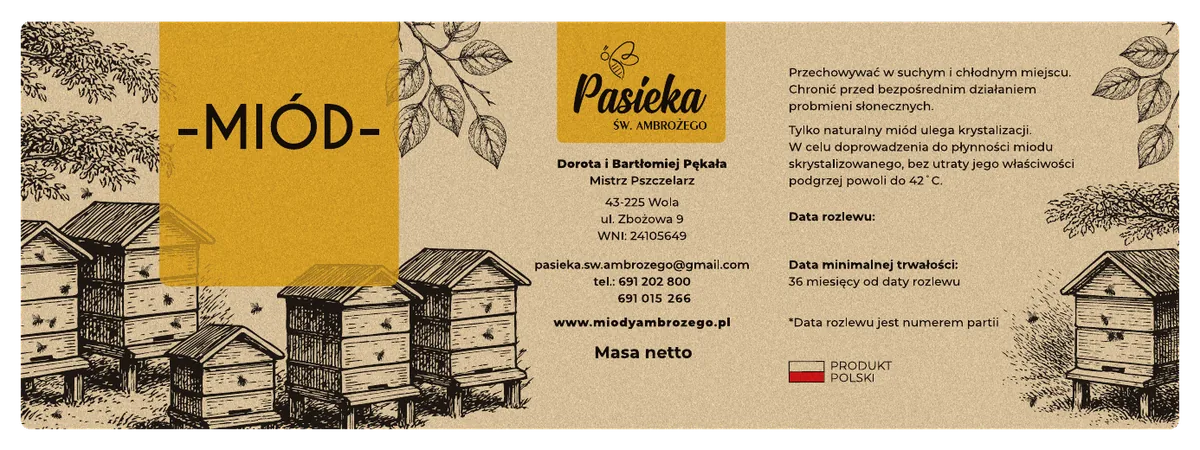 -MIÓD-
Pasieka
ŚW. AMBROŻEGO
Dorota i Bartłomiej Pękała
Mistrz Pszczelarz
43-225 Wola
ul. Zbożowa 9
WNI: 24105649
pasieka.sw.ambrozego@gmail.com
tel.: 691 202 800
691 015 266
www.miodyambrozego.pl
Masa netto
Przechowywać w suchym i chłodnym miejscu.
Chronić przed bezpośrednim działaniem
probmieni słonecznych.
Tylko naturalny miód ulega krystalizacji.
W celu doprowadzenia do płynności miodu
skrystalizowanego, bez utraty jego właściwości
podgrzej powoli do 42˚C.
Data rozlewu:
Data minimalnej trwałości:
36 miesięcy od daty rozlewu
*Data rozlewu jest numerem partii
PRODUKT
POLSKI